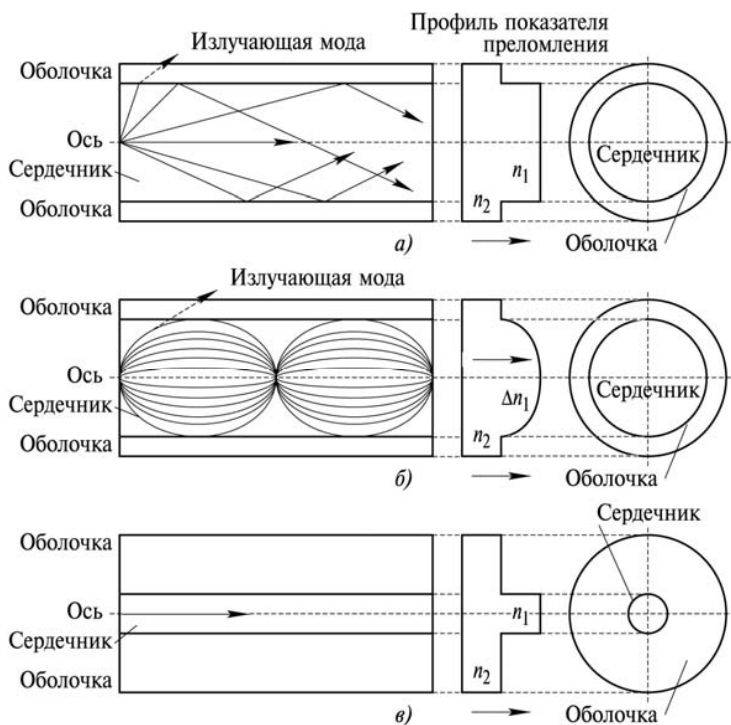 Профиль показателя
преломления
Излучающая мода
Оболочка
Ось
Сердечник
Оболочка
n₁
n₂
Сердечник
Оболочка
а)
Излучающая мода
Оболочка
Ось
Сердечник
Оболочка
Δn₁
n₂
Сердечник
Оболочка
б)
Сердечник
Оболочка
Ось
Сердечник
Оболочка
n₁
n₂
Оболочка
в)